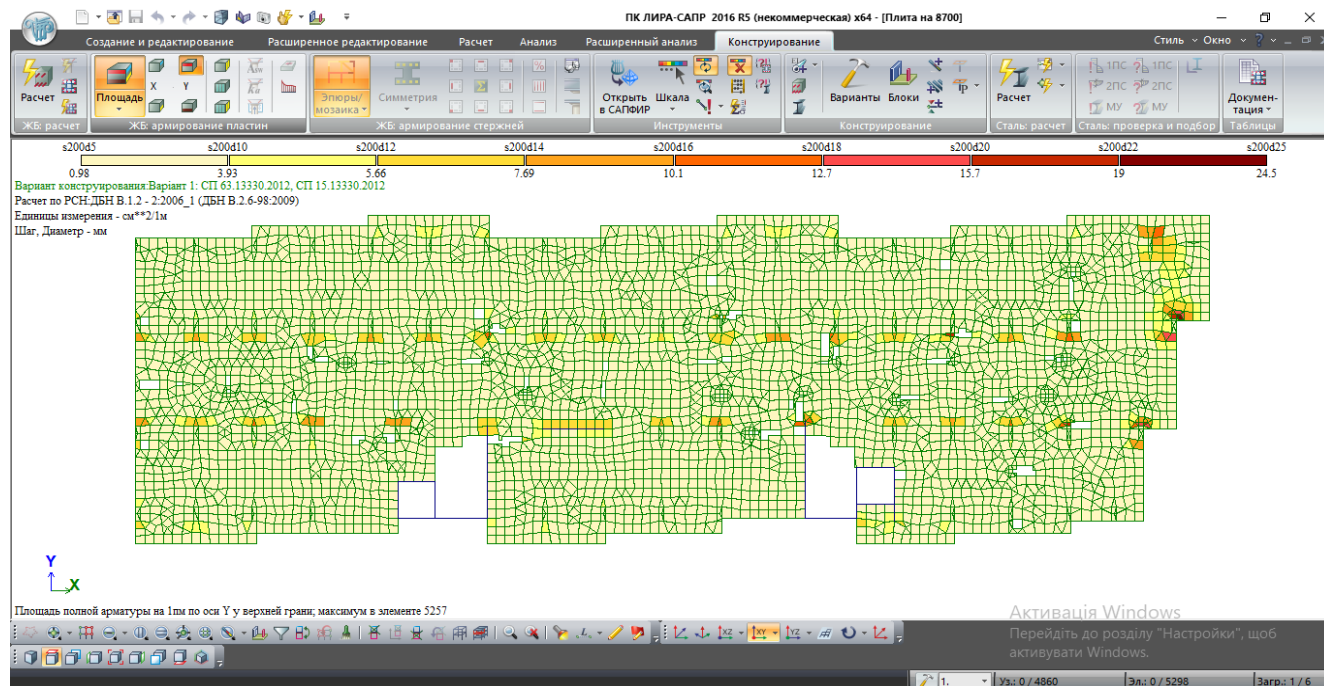 ПК ЛИРА-САПР 2016 R5 (некоммерческая) x64 - [Плита на 8700]
Создание и редактирование Расширенное редактирование Расчет Анализ Расширенный анализ Конструирование Стиль Окно
Расчет Площадь X Y Эпюры/ мозаика Симметрия Открыть в САПФИР Шкала Варианты Блоки Расчет 1ПС 1ПС 2ПС 2ПС МУ МУ Докумен- тация
ЖБ: расчет ЖБ: армирование пластин ЖБ: армирование стержней Инструменты Конструирование Сталь: расчет Сталь: проверка и подбор Таблицы
s200d5 s200d10 s200d12 s200d14 s200d16 s200d18 s200d20 s200d22 s200d25
0.98 3.93 5.66 7.69 10.1 12.7 15.7 19 24.5
Вариант конструирования:Варіант 1: СП 63.13330.2012, СП 15.13330.2012
Расчет по РСН:ДБН В.1.2 - 2:2006_1 (ДБН В.2.6-98:2009)
Единицы измерения - см**2/1м
Шаг, Диаметр - мм
Y
X
Площадь полной арматуры на 1пм по оси Y у верхней грани; максимум в элементе 5257
Активація Windows
Перейдіть до розділу "Настройки", щоб
активувати Windows.
XZ XY YZ
1. Уз.: 0 / 4860 Эл.: 0 / 5298 Загр.: 1 / 6